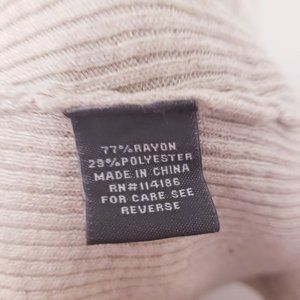 77%RAYON
23%POLYESTER
MADE IN CHINA
RN#114186
FOR CARE SEE
REVERSE